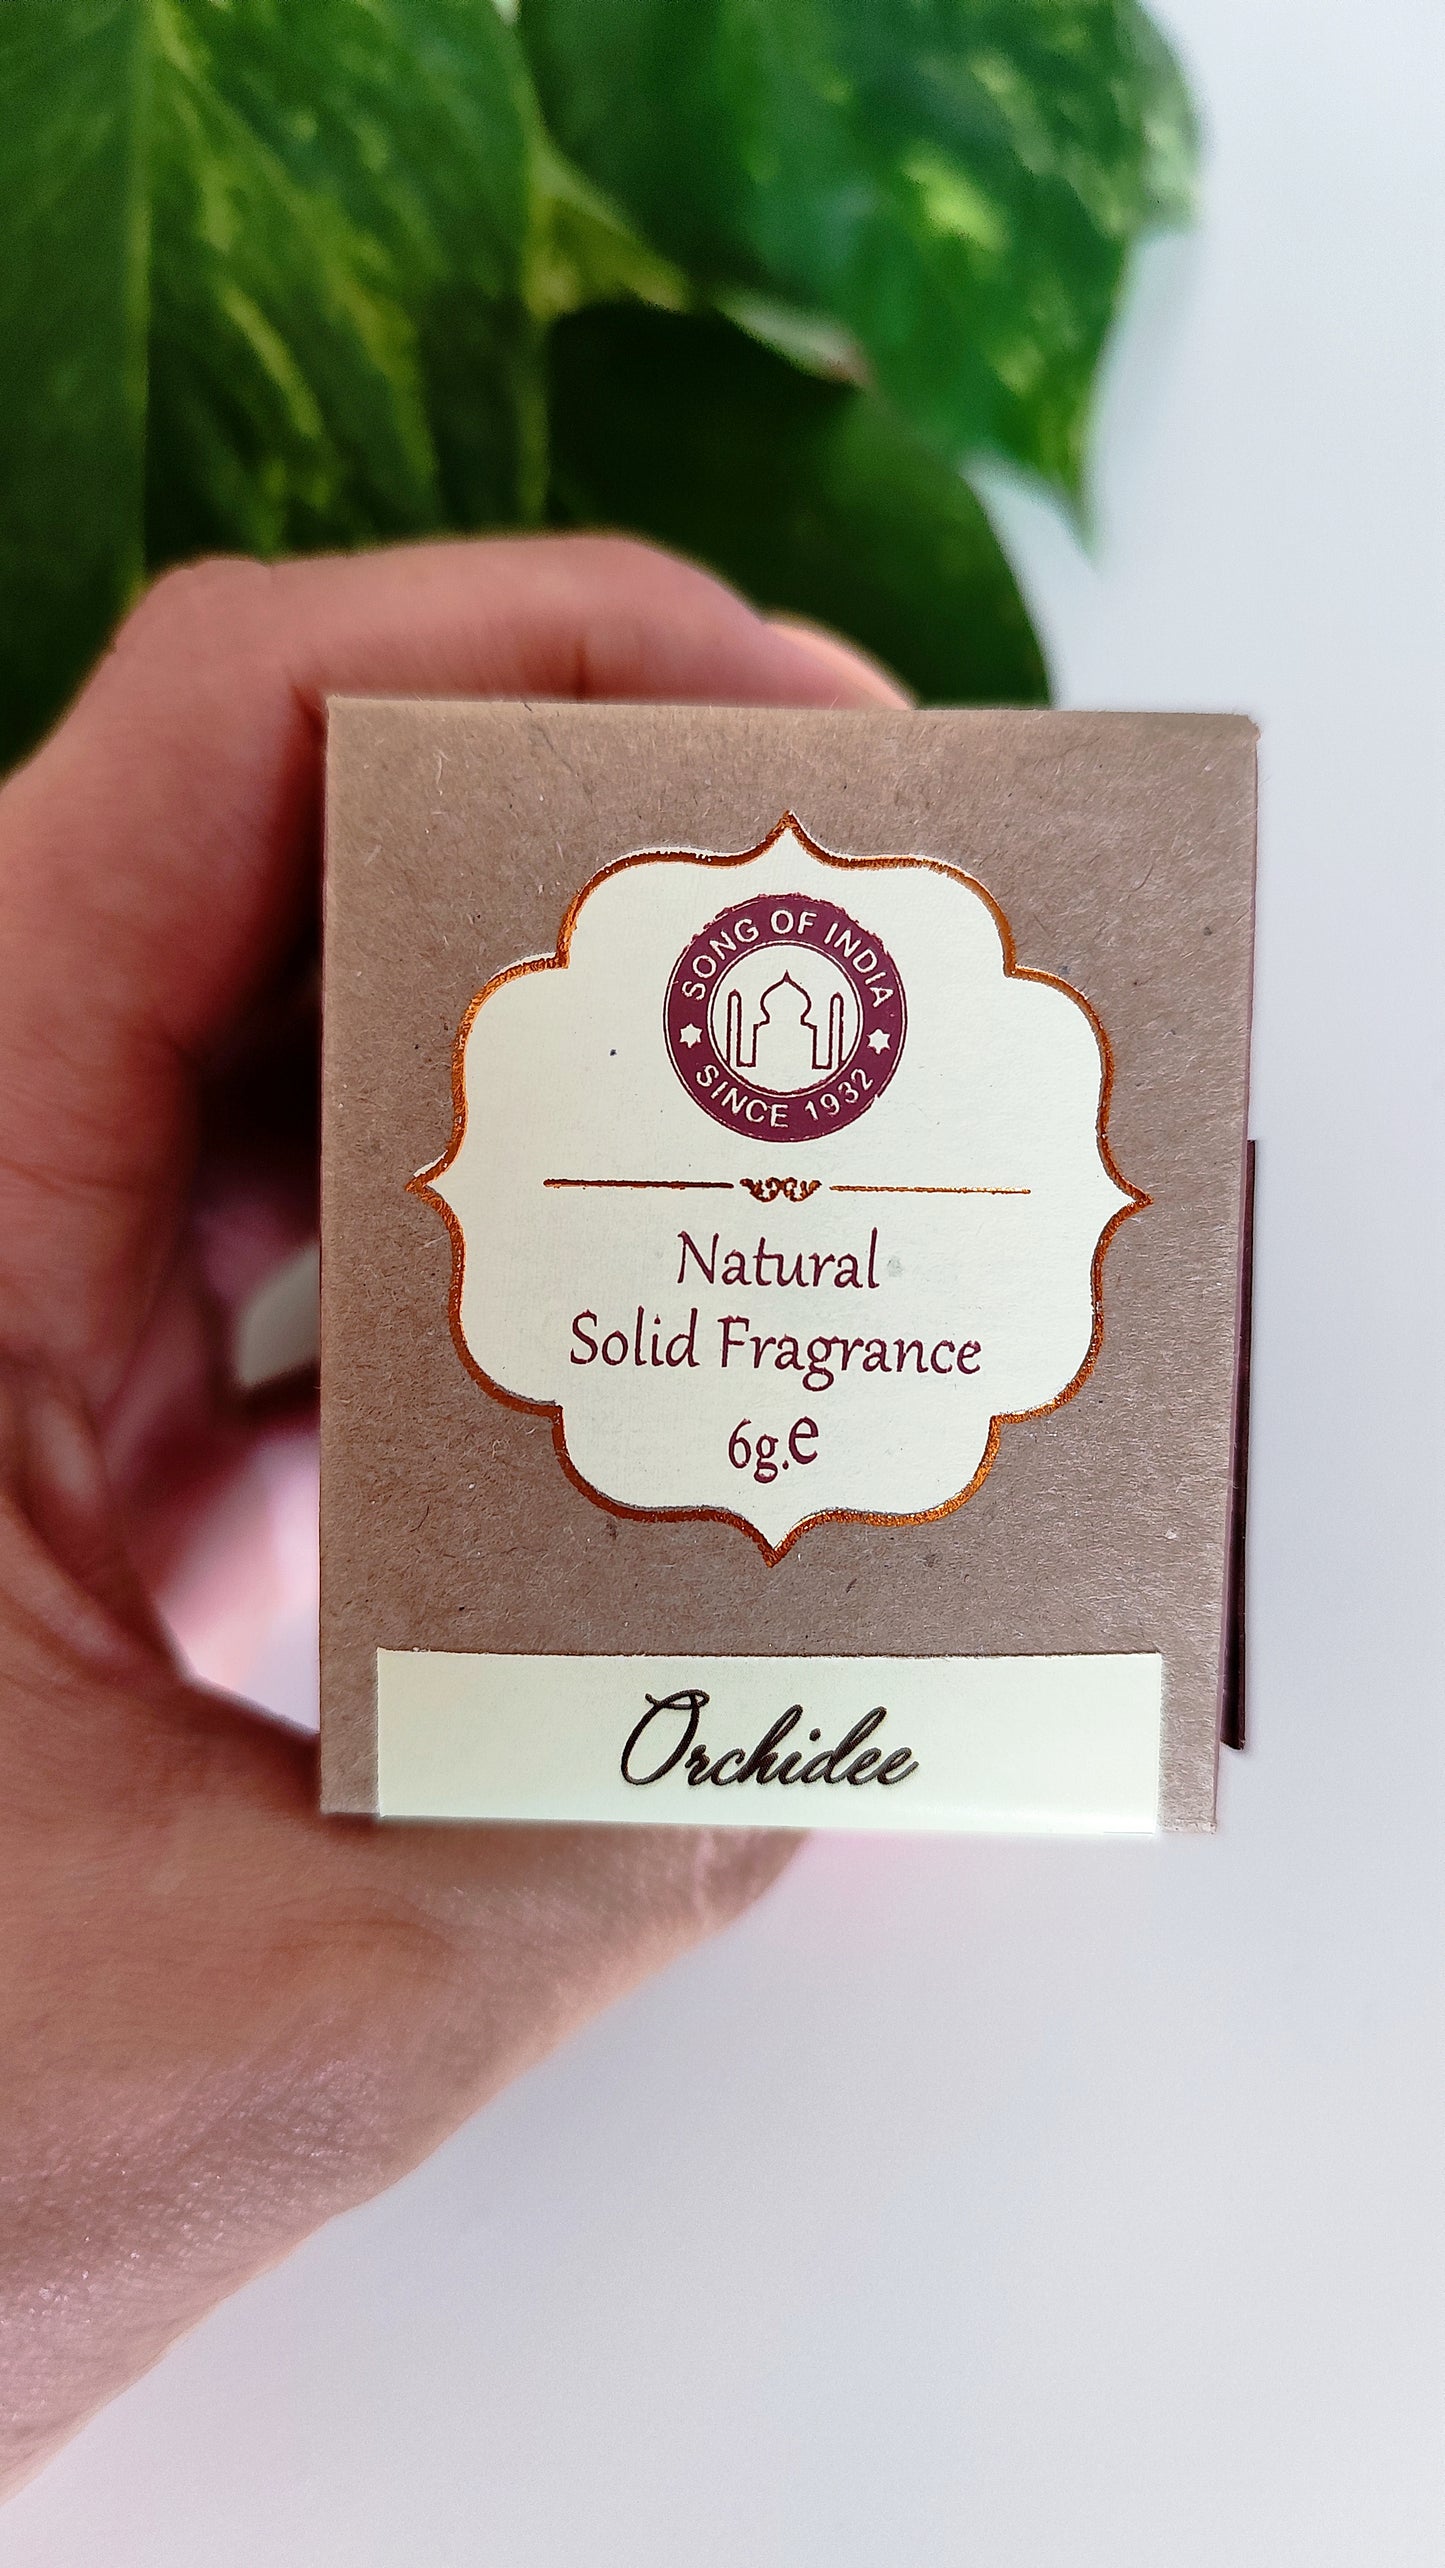 SONG OF INDIA
SINCE 1932
Natural
Solid Fragrance
6g.e
Orchidee